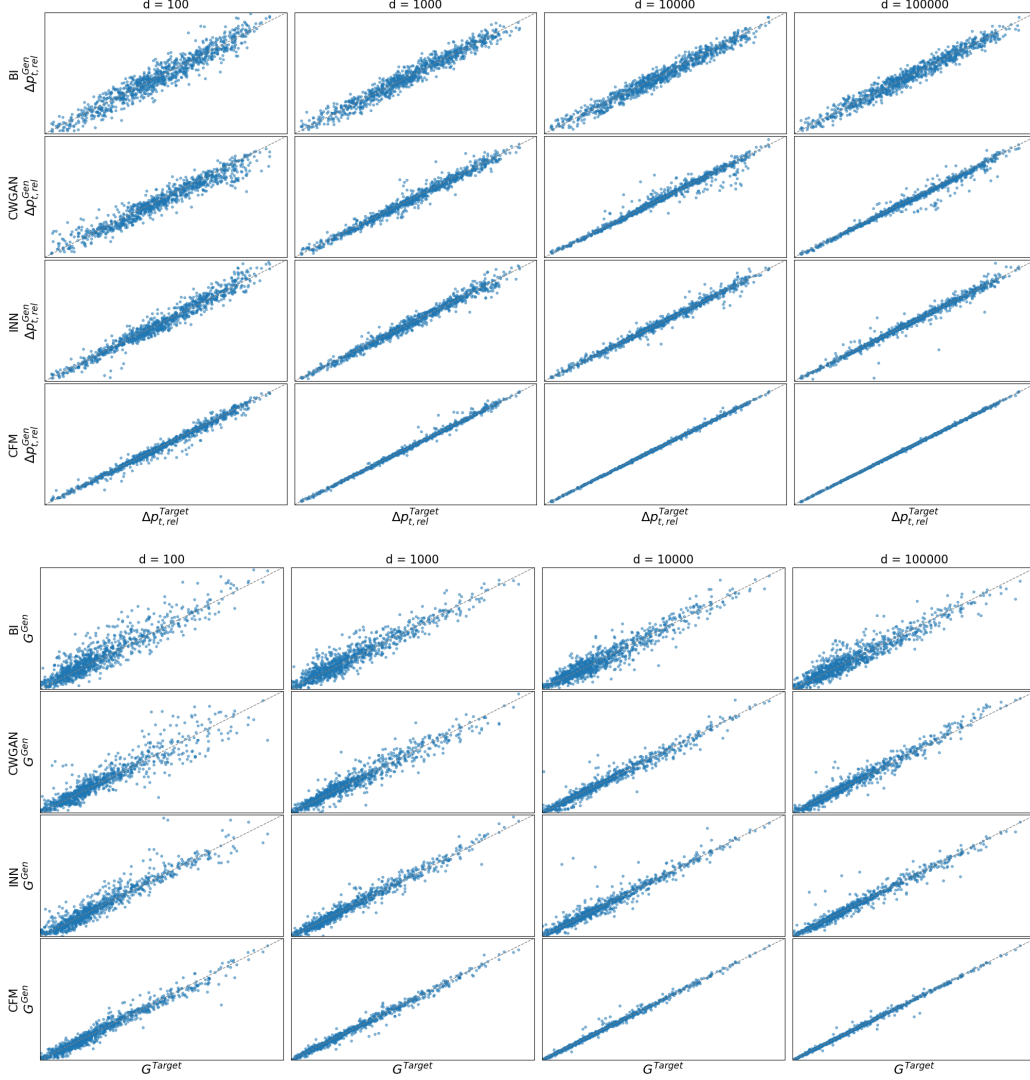 d = 100 d = 1000 d = 10000 d = 100000
BI
Δp_{t,rel}^{Gen}
CWGAN
Δp_{t,rel}^{Gen}
INN
Δp_{t,rel}^{Gen}
CFM
Δp_{t,rel}^{Gen}
Δp_{t,rel}^{Target} Δp_{t,rel}^{Target} Δp_{t,rel}^{Target} Δp_{t,rel}^{Target}
d = 100 d = 1000 d = 10000 d = 100000
BI
G^{Gen}
CWGAN
G^{Gen}
INN
G^{Gen}
CFM
G^{Gen}
G^{Target} G^{Target} G^{Target} G^{Target}